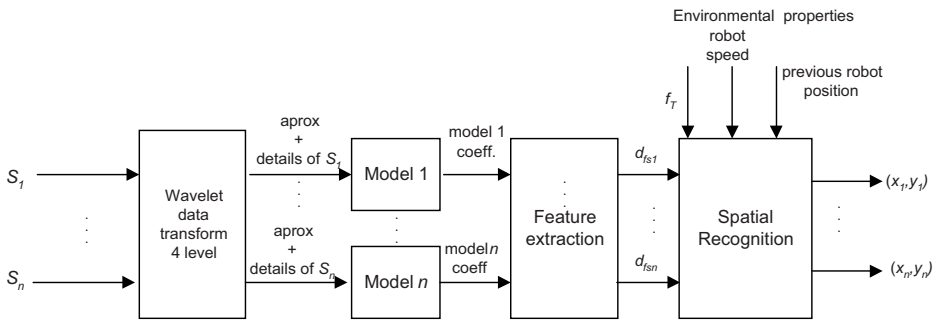 Environmental properties
robot
speed
previous robot
position
f_T
aprox
+
details of S_1
model 1
coeff.
S_1
Wavelet
data
transform
4 level
Model 1
Feature
extraction
d_fs1
Spatial
Recognition
(x_1,y_1)
aprox
+
details of S_n
model n
coeff
S_n
Model n
d_fsn
(x_n,y_n)